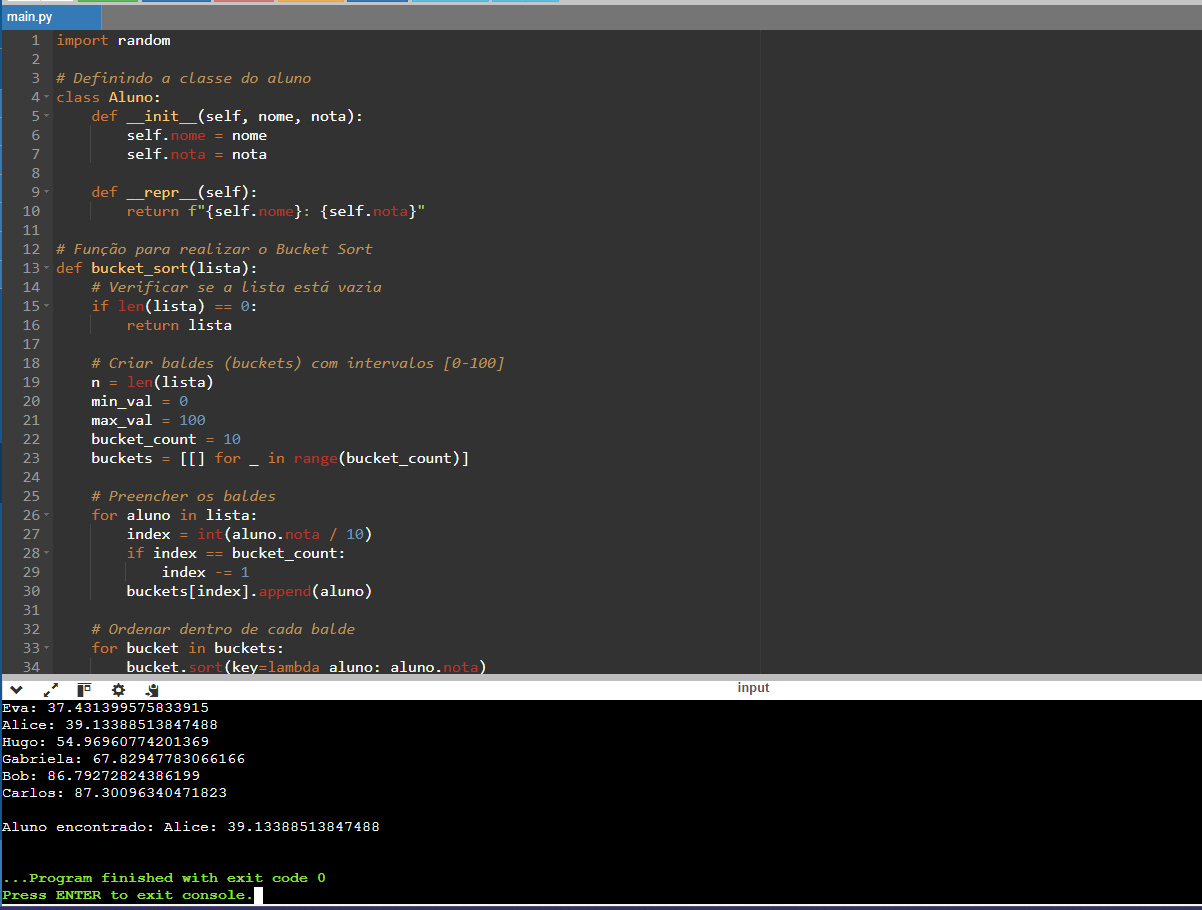 main.py
1 import random
2
3 # Definindo a classe do aluno
4 class Aluno:
5     def __init__(self, nome, nota):
6         self.nome = nome
7         self.nota = nota
8
9     def __repr__(self):
10         return f"{self.nome}: {self.nota}"
11
12 # Função para realizar o Bucket Sort
13 def bucket_sort(lista):
14     # Verificar se a lista está vazia
15     if len(lista) == 0:
16         return lista
17
18     # Criar baldes (buckets) com intervalos [0-100]
19     n = len(lista)
20     min_val = 0
21     max_val = 100
22     bucket_count = 10
23     buckets = [[] for _ in range(bucket_count)]
24
25     # Preencher os baldes
26     for aluno in lista:
27         index = int(aluno.nota / 10)
28         if index == bucket_count:
29             index -= 1
30         buckets[index].append(aluno)
31
32     # Ordenar dentro de cada balde
33     for bucket in buckets:
34         bucket.sort(key=lambda aluno: aluno.nota)
input
Eva: 37.431399575833915
Alice: 39.13388513847488
Hugo: 54.96960774201369
Gabriela: 67.82947783066166
Bob: 86.79272824386199
Carlos: 87.30096340471823
Aluno encontrado: Alice: 39.13388513847488
...Program finished with exit code 0
Press ENTER to exit console.